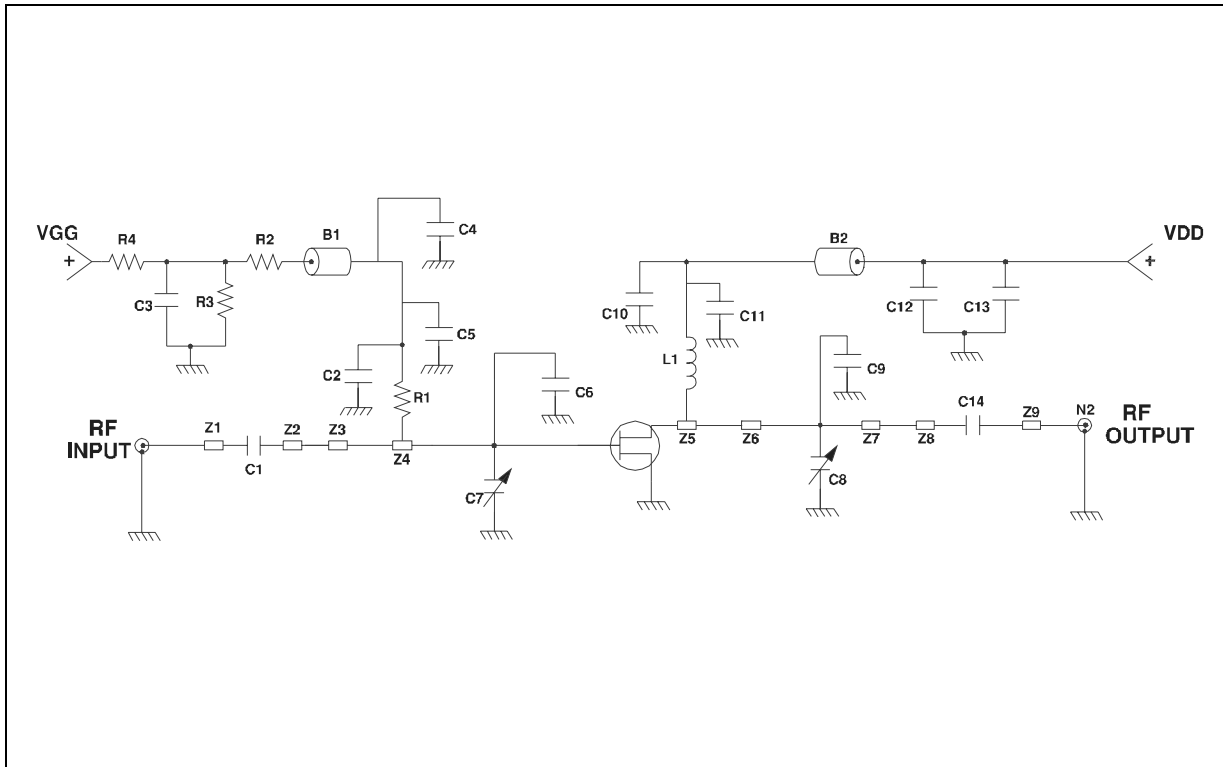 VGG
+
R4
R2
B1
C4
B2
VDD
+
C3
R3
C5
C10
C11
C12
C13
C2
R1
L1
C6
C9
RF
INPUT
Z1
C1
Z2
Z3
Z4
C7
Z5
Z6
C8
Z7
Z8
C14
Z9
N2
RF
OUTPUT